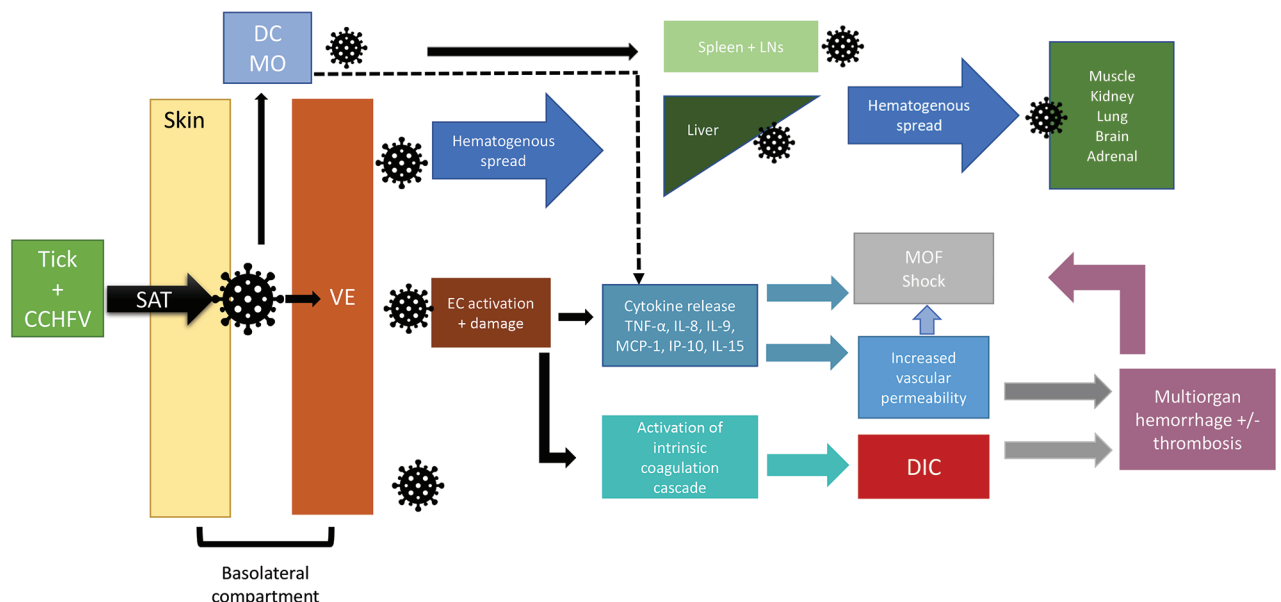 DC
MO
Spleen + LNs
Skin
Hematogenous
spread
Liver
Hematogenous
spread
Muscle
Kidney
Lung
Brain
Adrenal
Tick
+
CCHFV
SAT
VE
EC activation
+ damage
Cytokine release
TNF-α, IL-8, IL-9,
MCP-1, IP-10, IL-15
MOF
Shock
Increased
vascular
permeability
Multiorgan
hemorrhage +/-
thrombosis
Activation of
intrinsic
coagulation
cascade
DIC
Basolateral
compartment